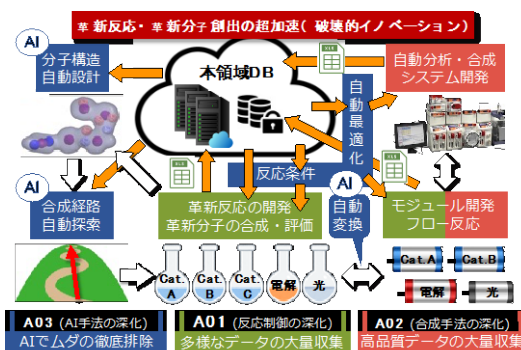 革新反応・革新分子創出の超加速(破壊的イノベーション)
AI
分子構造
自動設計
本領域DB
自動分析・合成
システム開発
自動最適化
反応条件
AI
合成経路
自動探索
革新反応の開発
革新分子の合成・評価
AI
自動
変換
モジュール開発
フロー反応
Cat.
A
Cat.
B
Cat.
C
電解
光
Cat.A
Cat.B
電解
光
A03 (AI手法の深化)
AIでムダの徹底排除
A01 (反応制御の深化)
多様なデータの大量収集
A02 (合成手法の深化)
高品質データの大量収集